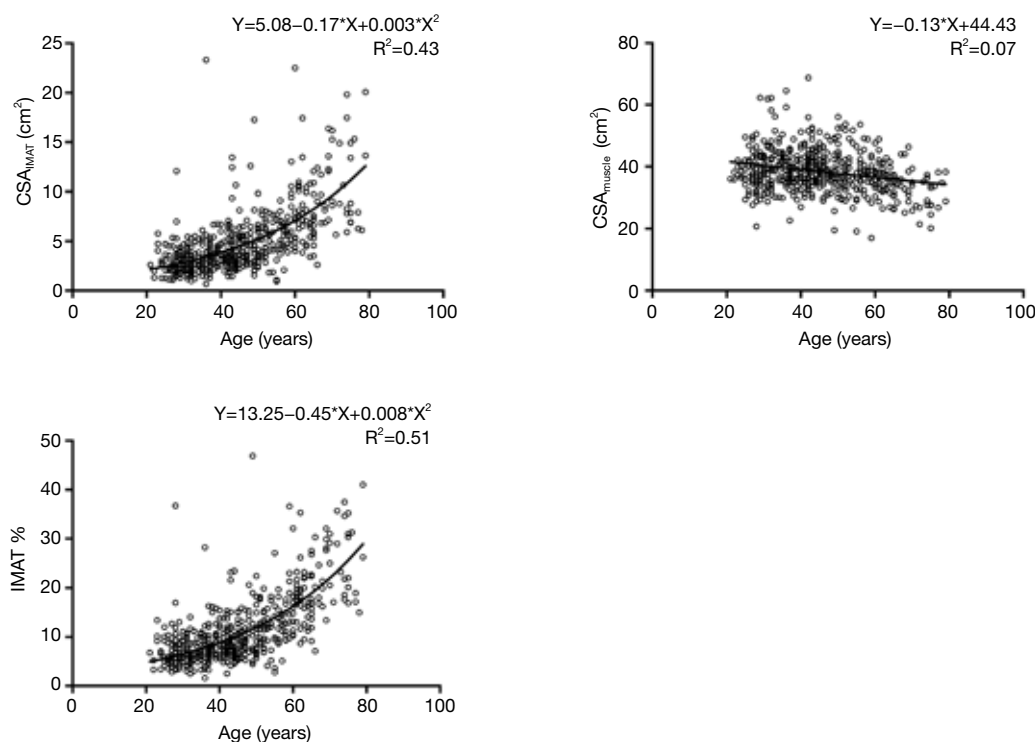 Y=5.08−0.17*X+0.003*X²
R²=0.43
25
20
15
10
5
0
CSA_IMAT (cm²)
0 20 40 60 80 100
Age (years)
Y=−0.13*X+44.43
R²=0.07
80
60
40
20
0
CSA_muscle (cm²)
0 20 40 60 80 100
Age (years)
Y=13.25−0.45*X+0.008*X²
R²=0.51
50
40
30
20
10
0
IMAT %
0 20 40 60 80 100
Age (years)